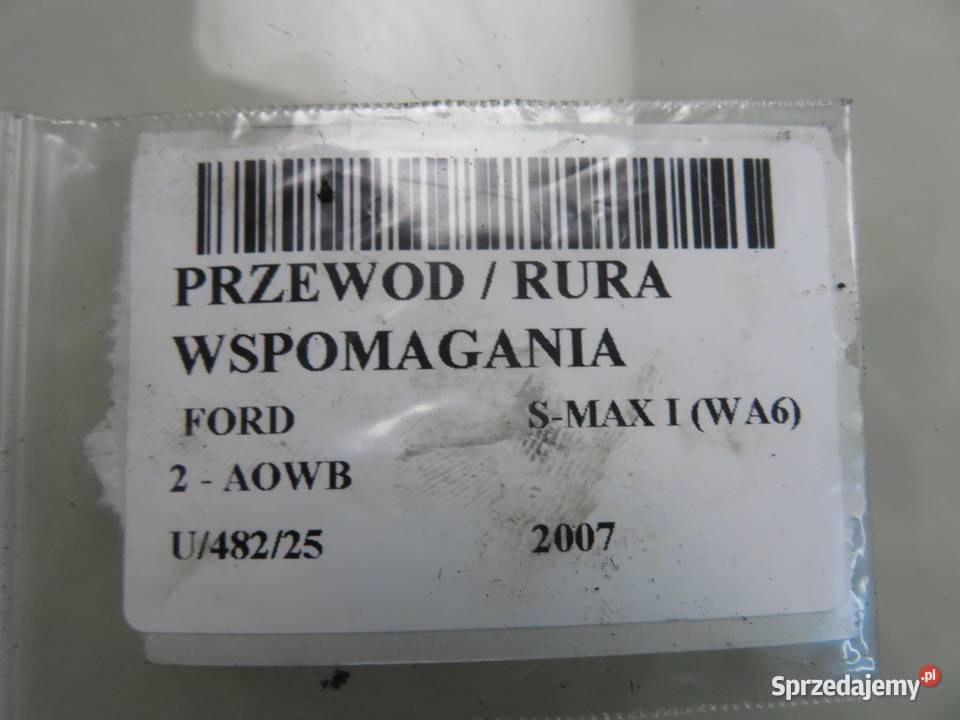 PRZEWOD / RURA
WSPOMAGANIA
FORD S-MAX I (WA6)
2 - AOWB
U/482/25 2007
Sprzedajemy.pl